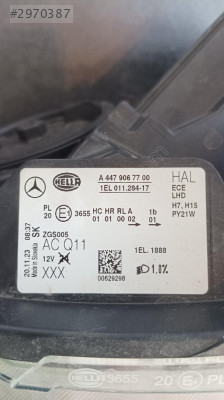 #2970387
HELLA
A 447 906 77 00
1EL 011.284-17
HAL
ECE
LHD
H7, H15
PY21W
PL
20
E1
3655
HC HR RL A
01 01 00 02
1b
01
20.11.23 08:37
Made in Slovakia SK
ZGS005
AC Q11
12V
XXX
00629298
1EL. 1888
1.1%
HELLA 3655 20 E1 PL